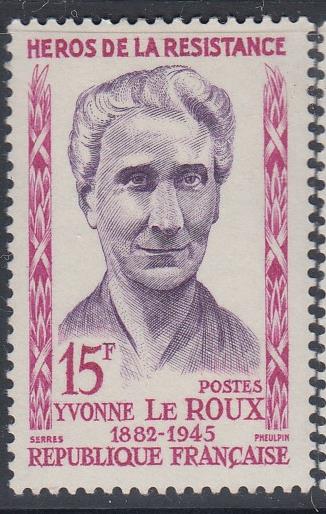 HEROS DE LA RESISTANCE
15F
POSTES
YVONNE LE ROUX
SERRES 1882-1945 PHEULPIN
REPUBLIQUE FRANÇAISE